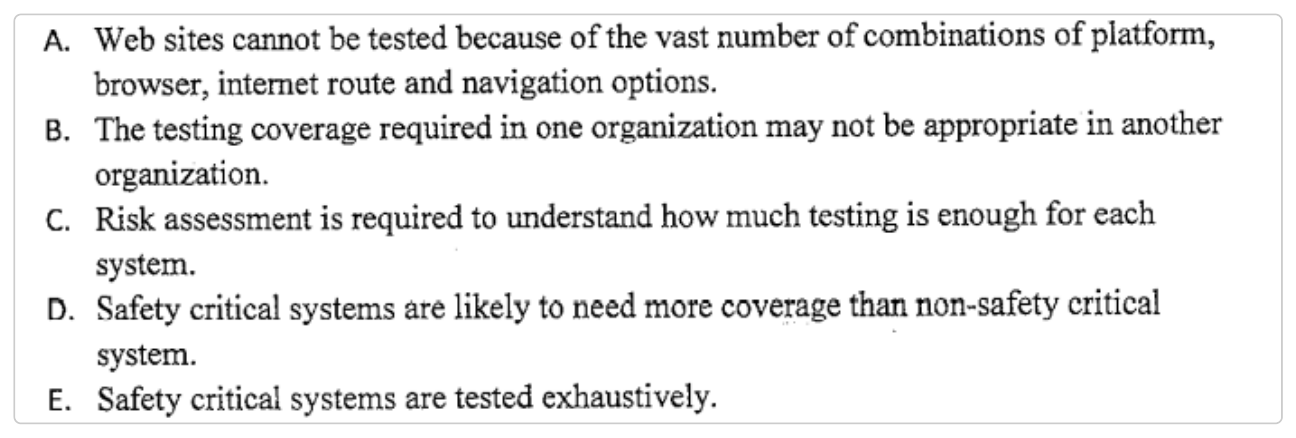 A. Web sites cannot be tested because of the vast number of combinations of platform,
browser, internet route and navigation options.
B. The testing coverage required in one organization may not be appropriate in another
organization.
C. Risk assessment is required to understand how much testing is enough for each
system.
D. Safety critical systems are likely to need more coverage than non-safety critical
system.
E. Safety critical systems are tested exhaustively.